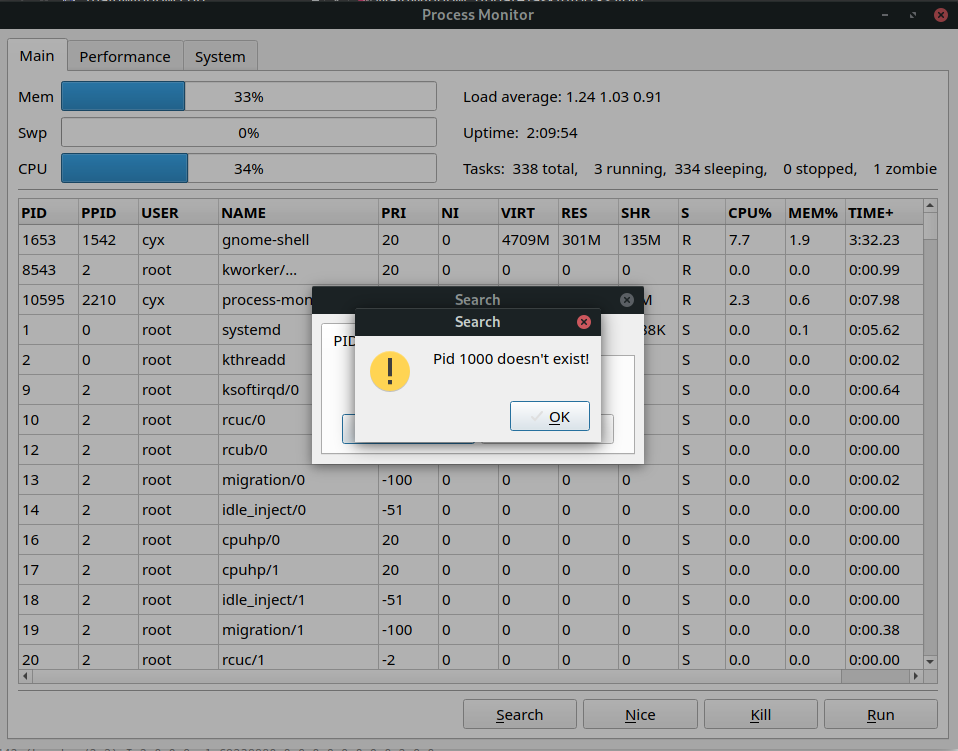 Process Monitor
Main Performance System
Mem 33% Load average: 1.24 1.03 0.91
Swp 0% Uptime: 2:09:54
CPU 34% Tasks: 338 total, 3 running, 334 sleeping, 0 stopped, 1 zombie
PID PPID USER NAME PRI NI VIRT RES SHR S CPU% MEM% TIME+
1653 1542 cyx gnome-shell 20 0 4709M 301M 135M R 7.7 1.9 3:32.23
8543 2 root kworker/... 20 0 0 0 0 R 0.0 0.0 0:00.99
10595 2210 cyx process-mon M R 2.3 0.6 0:07.98
1 0 root systemd 38K S 0.0 0.1 0:05.62
2 0 root kthreadd S 0.0 0.0 0:00.02
9 2 root ksoftirqd/0 S 0.0 0.0 0:00.64
10 2 root rcuc/0 S 0.0 0.0 0:00.00
12 2 root rcub/0 S 0.0 0.0 0:00.00
13 2 root migration/0 -100 0 0 0 0 S 0.0 0.0 0:00.02
14 2 root idle_inject/0 -51 0 0 0 0 S 0.0 0.0 0:00.00
16 2 root cpuhp/0 20 0 0 0 0 S 0.0 0.0 0:00.00
17 2 root cpuhp/1 20 0 0 0 0 S 0.0 0.0 0:00.00
18 2 root idle_inject/1 -51 0 0 0 0 S 0.0 0.0 0:00.00
19 2 root migration/1 -100 0 0 0 0 S 0.0 0.0 0:00.38
20 2 root rcuc/1 -2 0 0 0 0 S 0.0 0.0 0:00.00
Search
PID
Search
Pid 1000 doesn't exist!
OK
Search Nice Kill Run